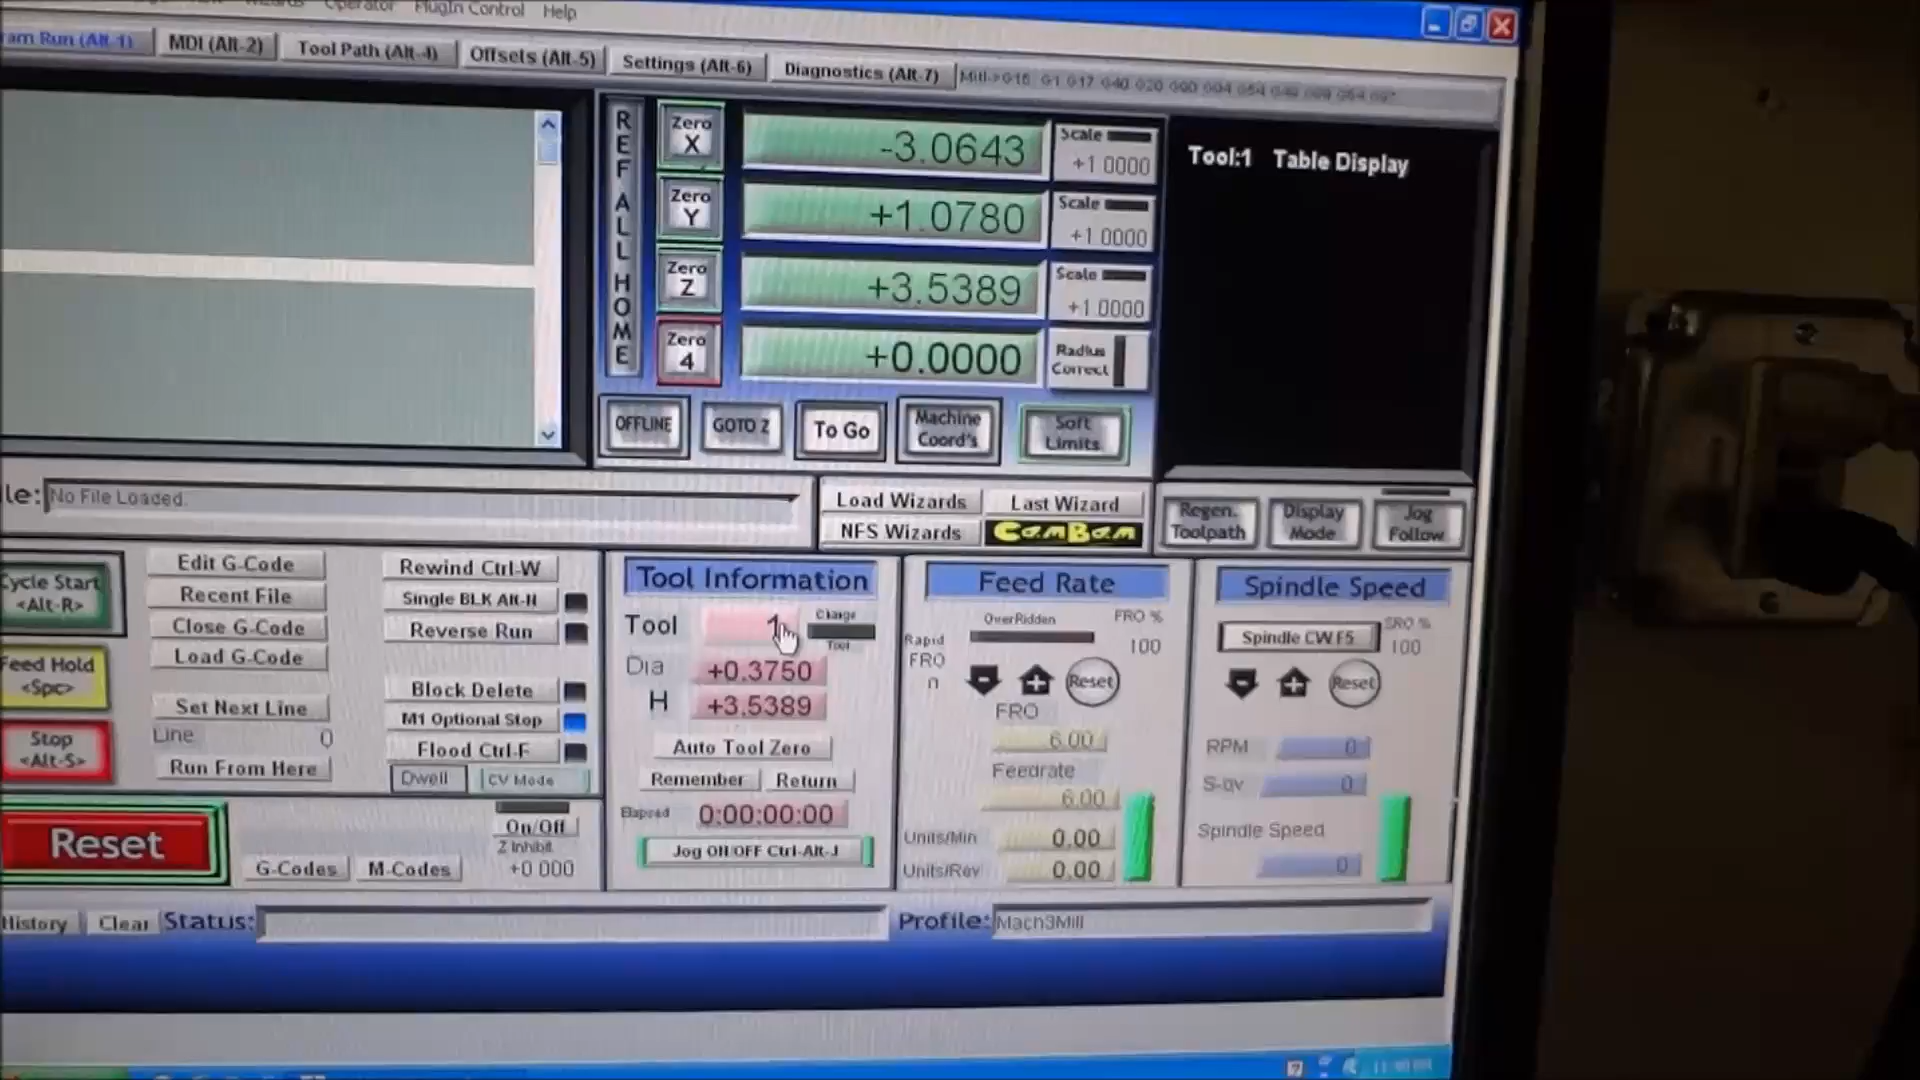 Operator PlugIn Control Help
am Run (Alt-1) MDI (Alt-2) Tool Path (Alt-4) Offsets (Alt-5) Settings (Alt-6) Diagnostics (Alt-7)
REF ALL HOME
Zero X -3.0643 Scale +1.0000
Zero Y +1.0780 Scale +1.0000
Zero Z +3.5389 Scale +1.0000
Zero 4 +0.0000 Radius Correct
OFFLINE GOTO Z To Go Machine Coord's Soft Limits
Tool:1 Table Display
le: No File Loaded.
Load Wizards Last Wizard
NFS Wizards CamBam
Regen. Toolpath Display Mode Jog Follow
Cycle Start <Alt-R>
Feed Hold <Spc>
Stop <Alt-S>
Edit G-Code
Recent File
Close G-Code
Load G-Code
Set Next Line
Line 0
Run From Here
Rewind Ctrl-W
Single BLK Alt-N
Reverse Run
Block Delete
M1 Optional Stop
Flood Ctrl-F
Dwell CV Mode
Reset
G-Codes M-Codes
On/Off
Z Inhibit
+0.000
Tool Information
Tool 1 Change Tool
Dia +0.3750
H +3.5389
Auto Tool Zero
Remember Return
Elapsed 0:00:00:00
Jog ON/OFF Ctrl-Alt-J
Feed Rate
OverRidden FRO %
Rapid FRO 100
Reset
FRO
6.00
Feedrate
6.00
Units/Min 0.00
Units/Rev 0.00
Spindle Speed
Spindle CW F5 SRO %
100
Reset
RPM 0
S-ov 0
Spindle Speed
0
History Clear Status:
Profile: Mach3Mill